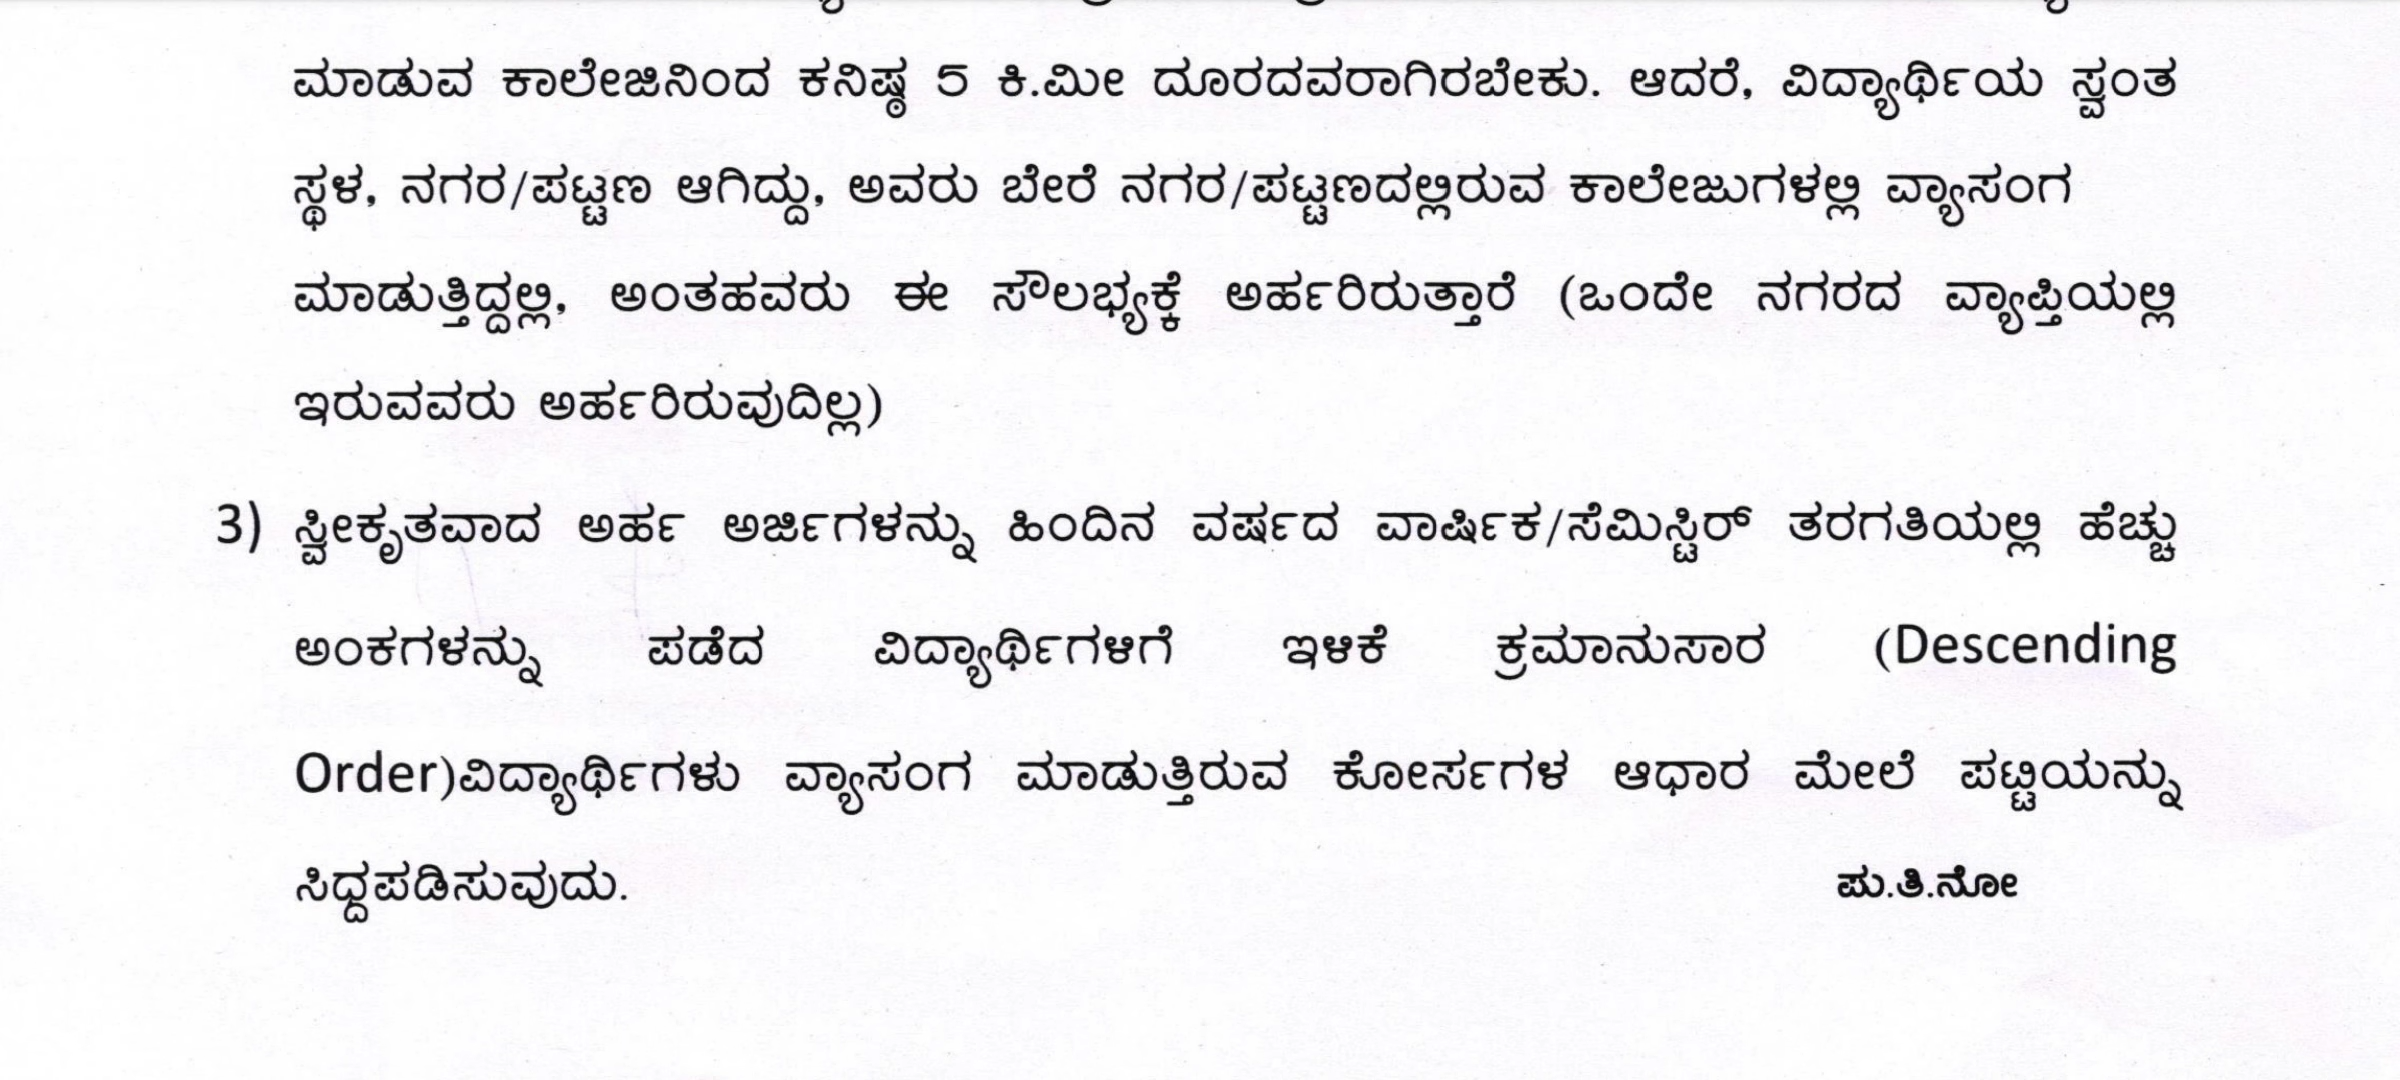 ಮಾಡುವ ಕಾಲೇಜಿನಿಂದ ಕನಿಷ್ಠ 5 ಕಿ.ಮೀ ದೂರದವರಾಗಿರಬೇಕು. ಆದರೆ, ವಿದ್ಯಾರ್ಥಿಯ ಸ್ವಂತ
ಸ್ಥಳ, ನಗರ/ಪಟ್ಟಣ ಆಗಿದ್ದು, ಅವರು ಬೇರೆ ನಗರ/ಪಟ್ಟಣದಲ್ಲಿರುವ ಕಾಲೇಜುಗಳಲ್ಲಿ ವ್ಯಾಸಂಗ
ಮಾಡುತ್ತಿದ್ದಲ್ಲಿ, ಅಂತಹವರು ಈ ಸೌಲಭ್ಯಕ್ಕೆ ಅರ್ಹರಿರುತ್ತಾರೆ (ಒಂದೇ ನಗರದ ವ್ಯಾಪ್ತಿಯಲ್ಲಿ
ಇರುವವರು ಅರ್ಹರಿರುವುದಿಲ್ಲ)
3) ಸ್ವೀಕೃತವಾದ ಅರ್ಹ ಅರ್ಜಿಗಳನ್ನು ಹಿಂದಿನ ವರ್ಷದ ವಾರ್ಷಿಕ/ಸೆಮಿಸ್ಟಿರ್ ತರಗತಿಯಲ್ಲಿ ಹೆಚ್ಚು
ಅಂಕಗಳನ್ನು ಪಡೆದ ವಿದ್ಯಾರ್ಥಿಗಳಿಗೆ ಇಳಿಕೆ ಕ್ರಮಾನುಸಾರ (Descending
Order)ವಿದ್ಯಾರ್ಥಿಗಳು ವ್ಯಾಸಂಗ ಮಾಡುತ್ತಿರುವ ಕೋರ್ಸಗಳ ಆಧಾರ ಮೇಲೆ ಪಟ್ಟಿಯನ್ನು
ಸಿದ್ಧಪಡಿಸುವುದು. ಪು.ತಿ.ನೋ